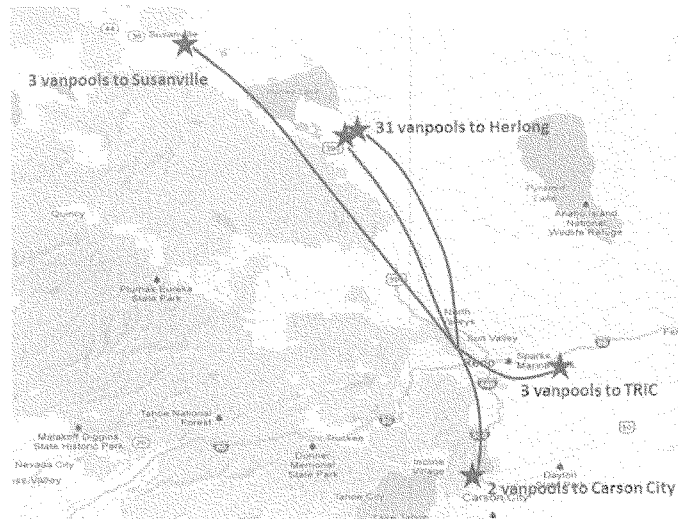 Susanville
3 vanpools to Susanville
31 vanpools to Herlong
Pyramid
Lake
Anaho Island
National
Wildlife Refuge
Quincy
Plumas Eureka
State Park
North
Valleys
Sun Valley
Reno
Sparks
3 vanpools to TRIC
Tahoe National
Forest
Malakoff Diggins
State Historic Park
Truckee
Donner
Memorial
State Park
Nevada City
Incline
Village
Dayton
2 vanpools to Carson City
Tahoe City
Carson City